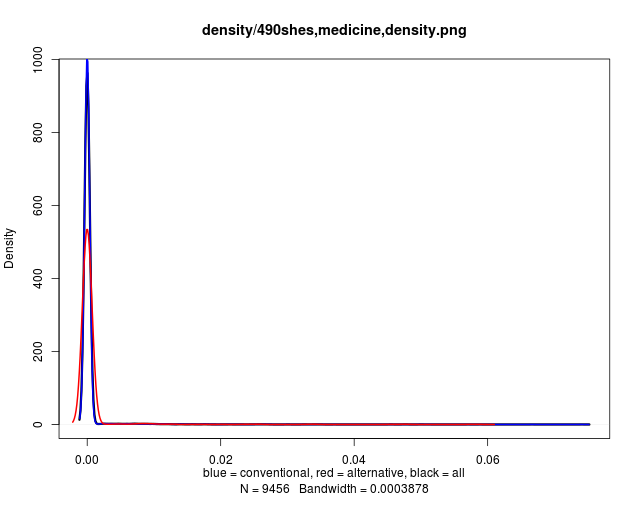 density/490shes,medicine,density.png
1000
800
600
400
200
0
Density
0.00 0.02 0.04 0.06
blue = conventional, red = alternative, black = all
N = 9456 Bandwidth = 0.0003878